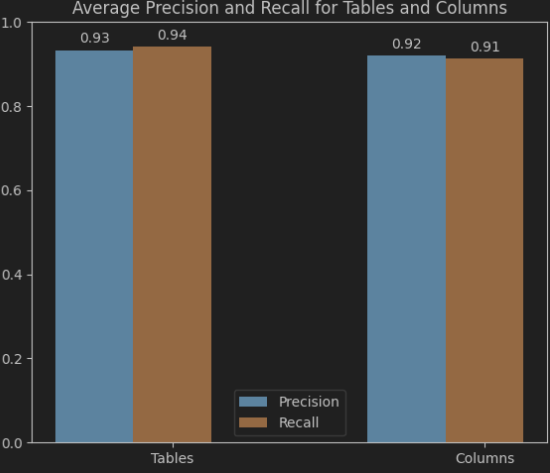 Average Precision and Recall for Tables and Columns
1.0
0.93
0.94
0.92
0.91
0.8
0.6
0.4
0.2
Precision
Recall
0.0
Tables
Columns